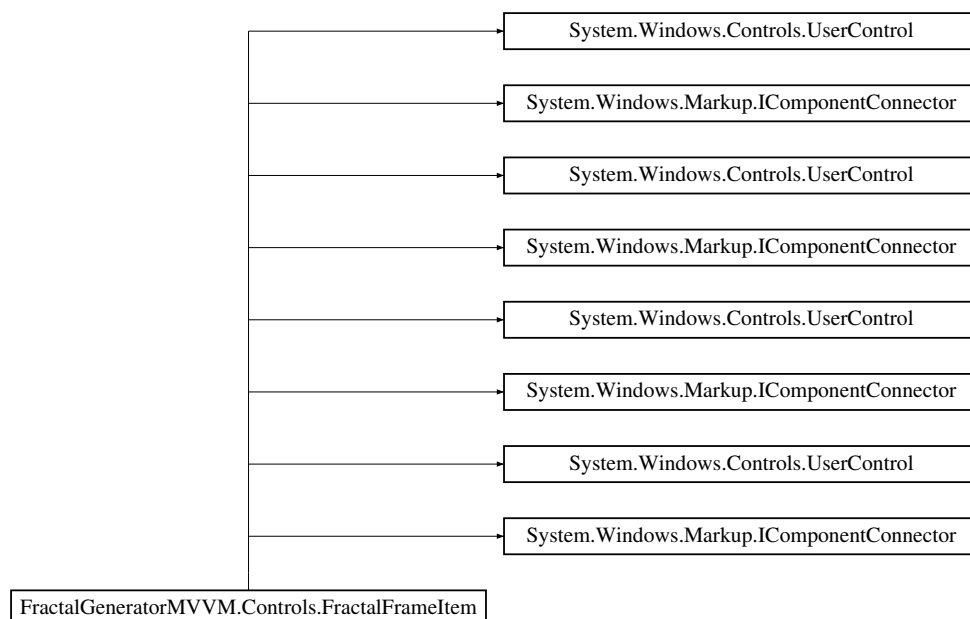 System.Windows.Controls.UserControl
System.Windows.Markup.IComponentConnector
System.Windows.Controls.UserControl
System.Windows.Markup.IComponentConnector
System.Windows.Controls.UserControl
System.Windows.Markup.IComponentConnector
System.Windows.Controls.UserControl
System.Windows.Markup.IComponentConnector
FractalGeneratorMVVM.Controls.FractalFrameItem